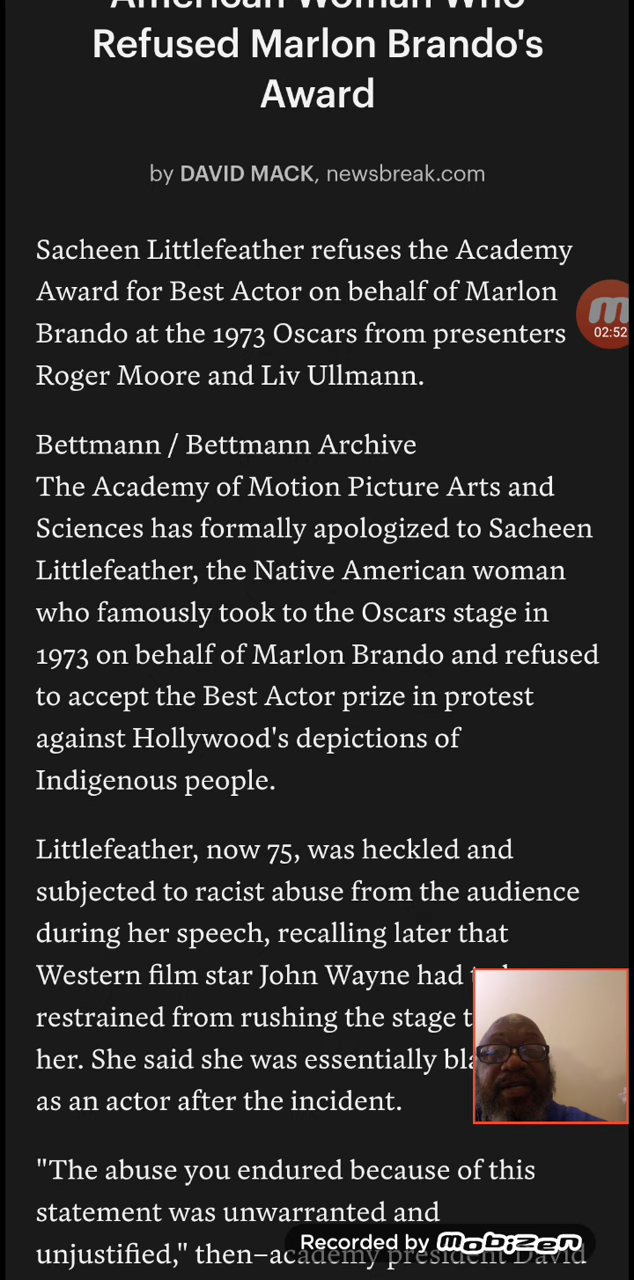 Refused Marlon Brando's
Award
by DAVID MACK, newsbreak.com
Sacheen Littlefeather refuses the Academy
Award for Best Actor on behalf of Marlon
Brando at the 1973 Oscars from presenters
02:52
Roger Moore and Liv Ullmann.
Bettmann / Bettmann Archive
The Academy of Motion Picture Arts and
Sciences has formally apologized to Sacheen
Littlefeather, the Native American woman
who famously took to the Oscars stage in
1973 on behalf of Marlon Brando and refused
to accept the Best Actor prize in protest
against Hollywood's depictions of
Indigenous people.
Littlefeather, now 75, was heckled and
subjected to racist abuse from the audience
during her speech, recalling later that
Western film star John Wayne had
restrained from rushing the stage
her. She said she was essentially
as an actor after the incident.
"The abuse you endured because of this
statement was unwarranted and
Recorded by mobizen
unjustified," then–academy president David